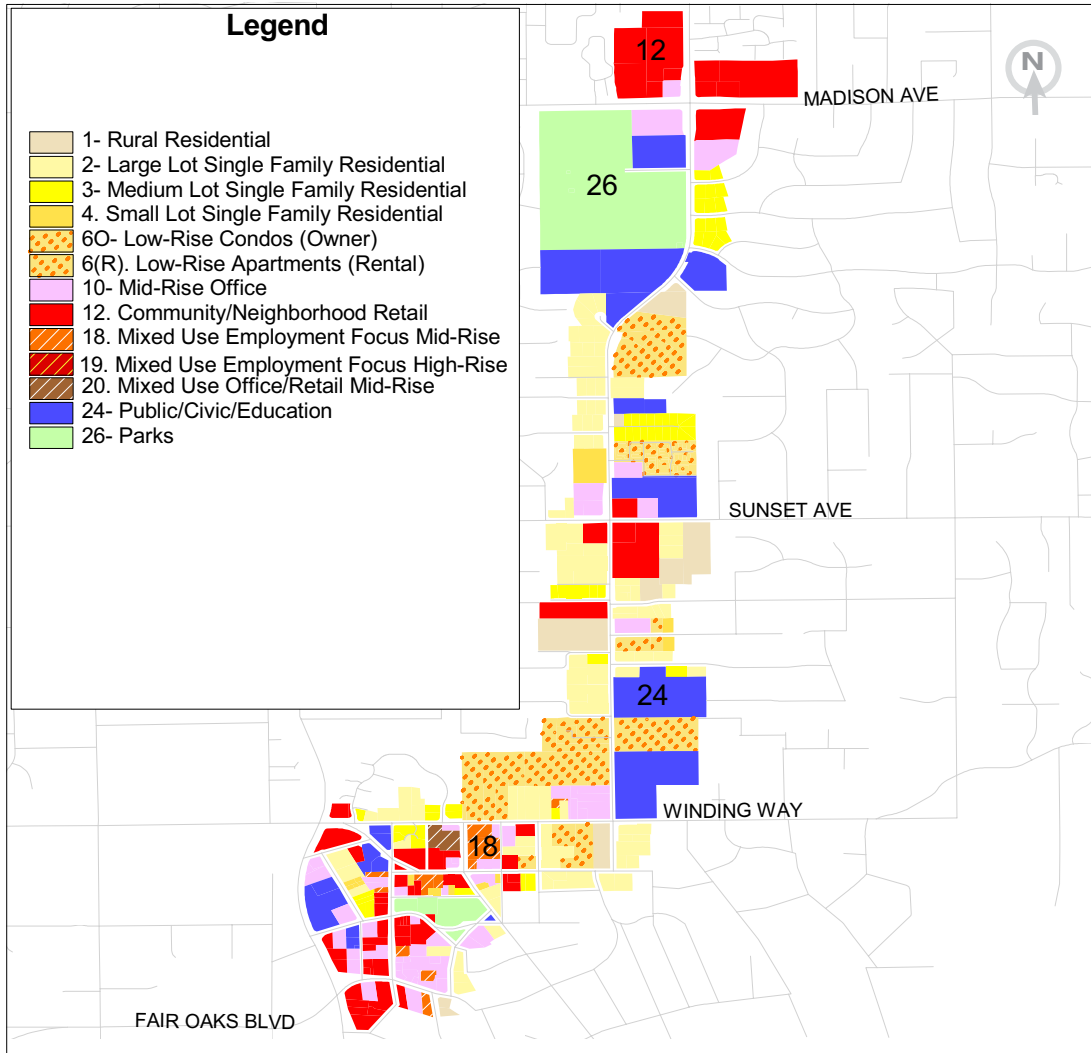 Legend
1- Rural Residential
2- Large Lot Single Family Residential
3- Medium Lot Single Family Residential
4. Small Lot Single Family Residential
6O- Low-Rise Condos (Owner)
6(R). Low-Rise Apartments (Rental)
10- Mid-Rise Office
12. Community/Neighborhood Retail
18. Mixed Use Employment Focus Mid-Rise
19. Mixed Use Employment Focus High-Rise
20. Mixed Use Office/Retail Mid-Rise
24- Public/Civic/Education
26- Parks
12
N
MADISON AVE
26
SUNSET AVE
24
WINDING WAY
18
FAIR OAKS BLVD